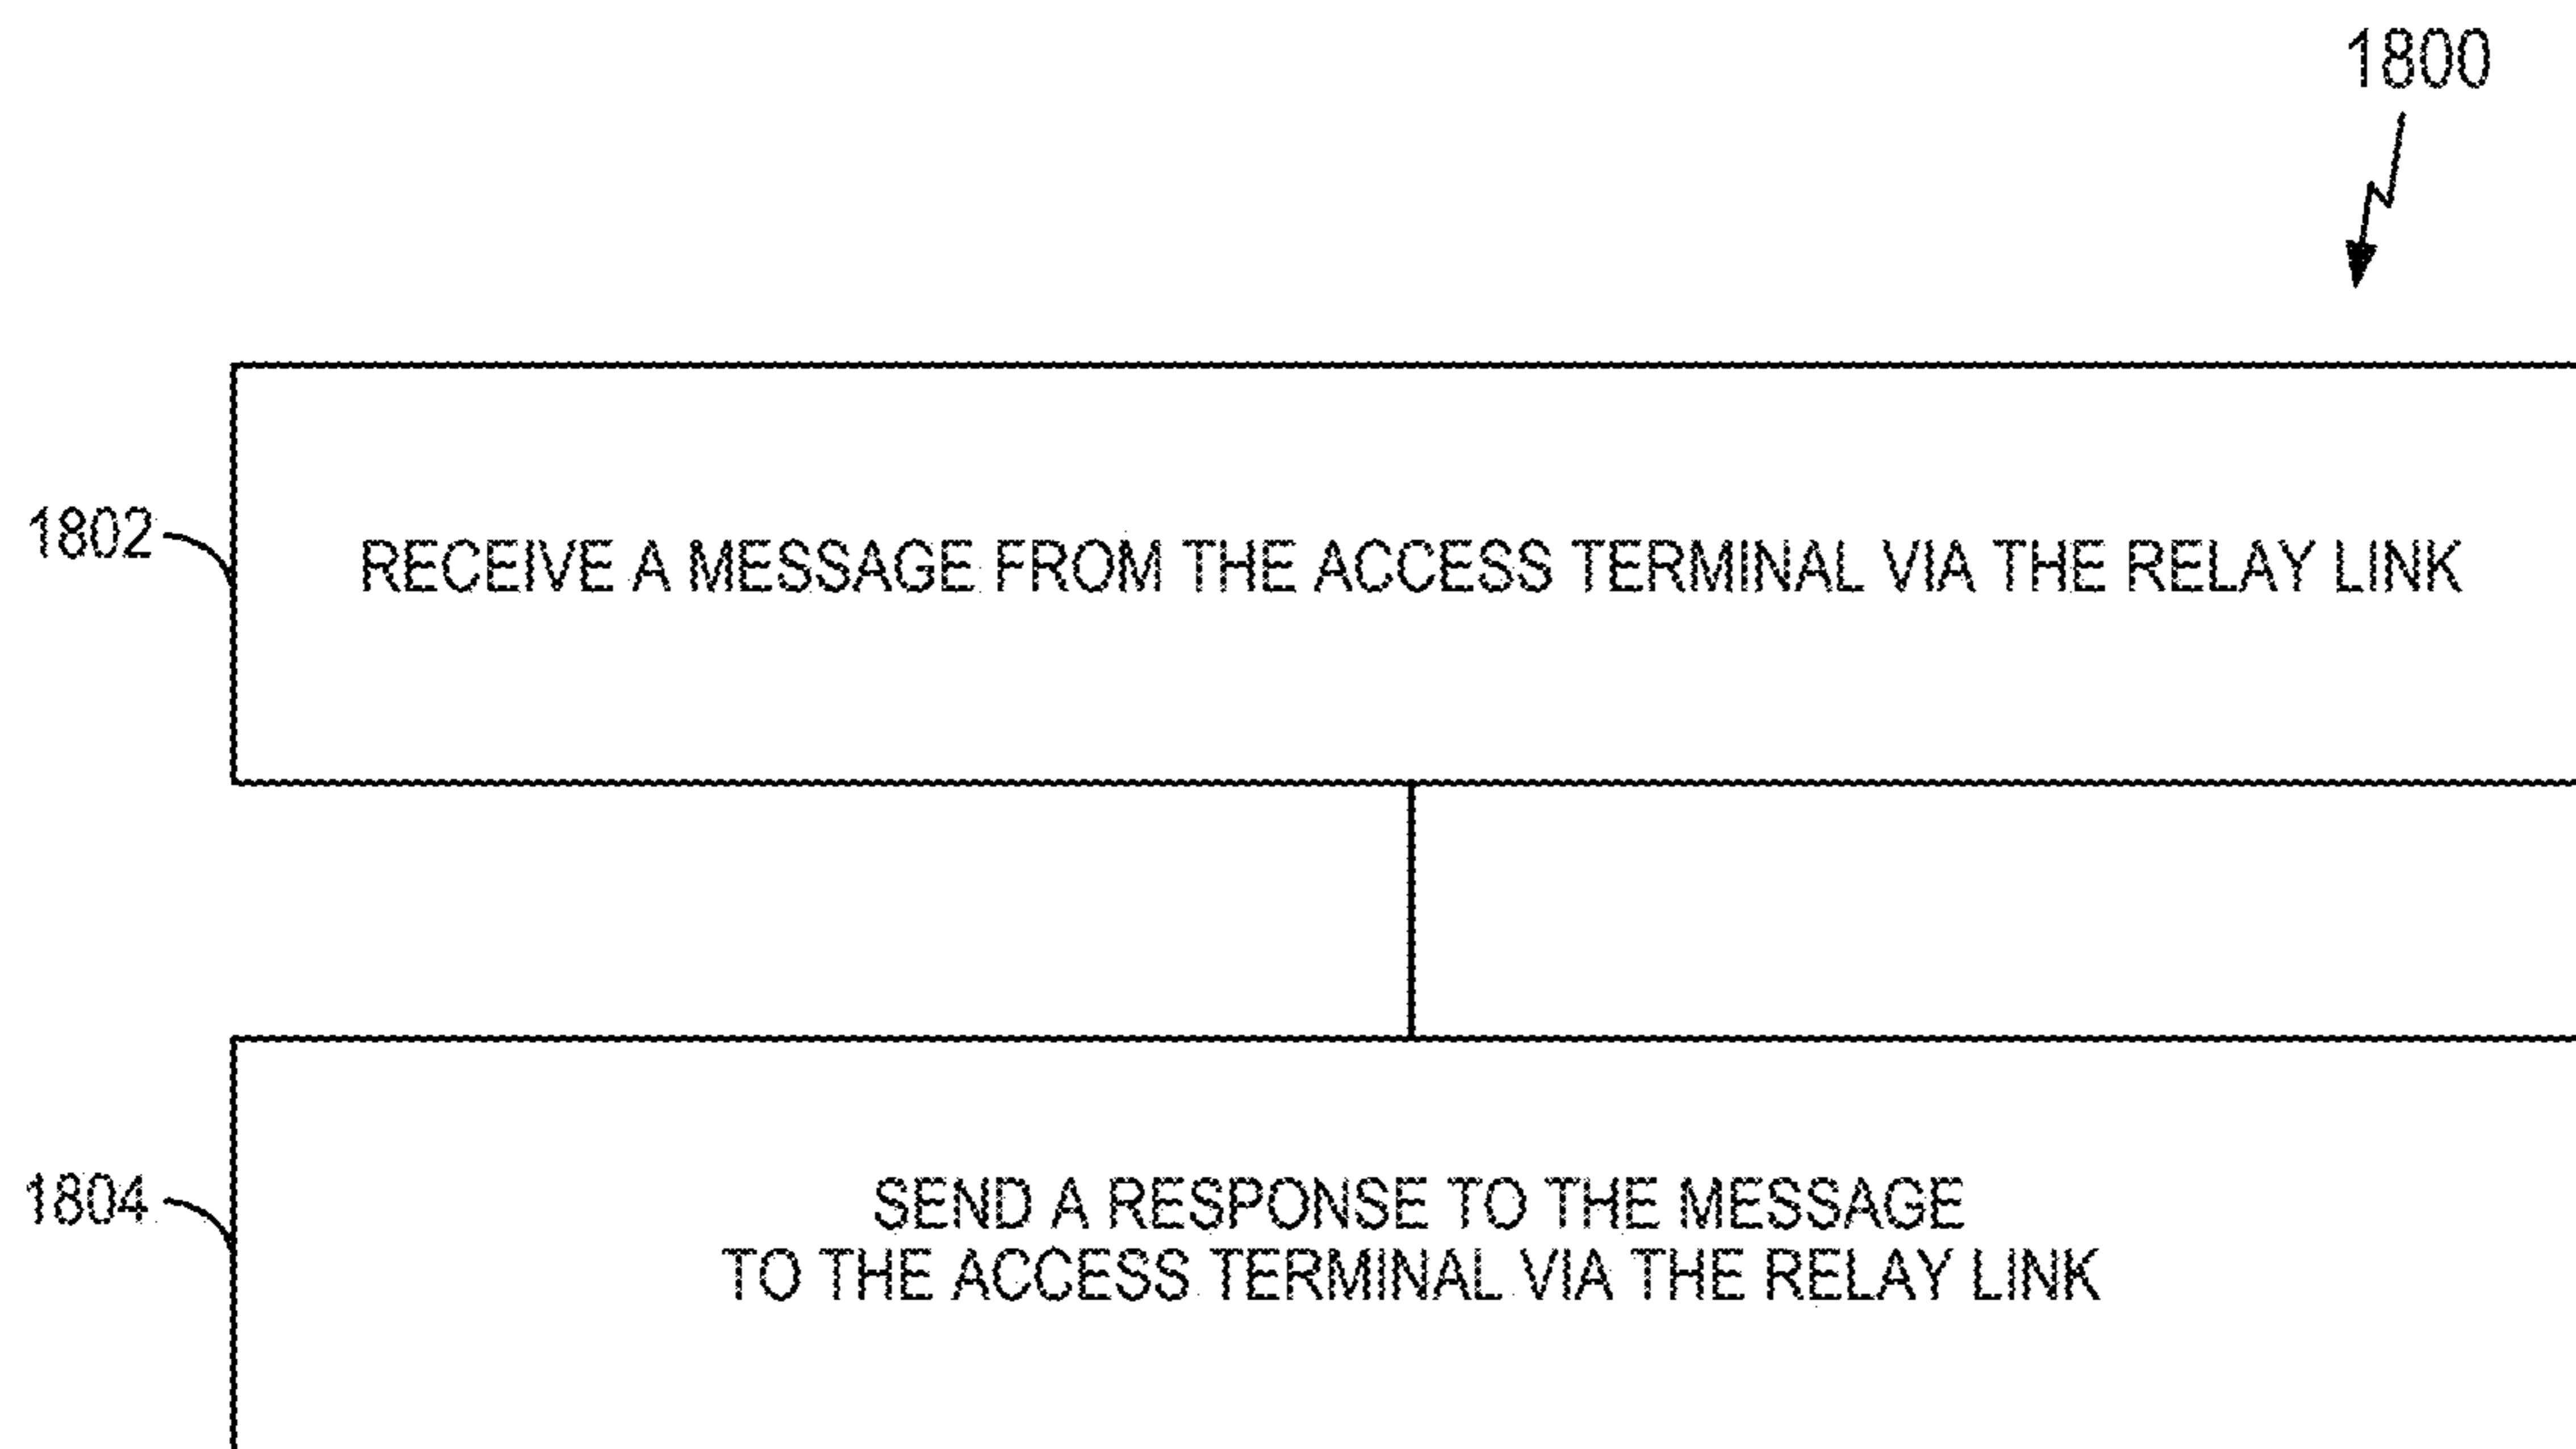 1800
1802
RECEIVE A MESSAGE FROM THE ACCESS TERMINAL VIA THE RELAY LINK
1804
SEND A RESPONSE TO THE MESSAGE
TO THE ACCESS TERMINAL VIA THE RELAY LINK